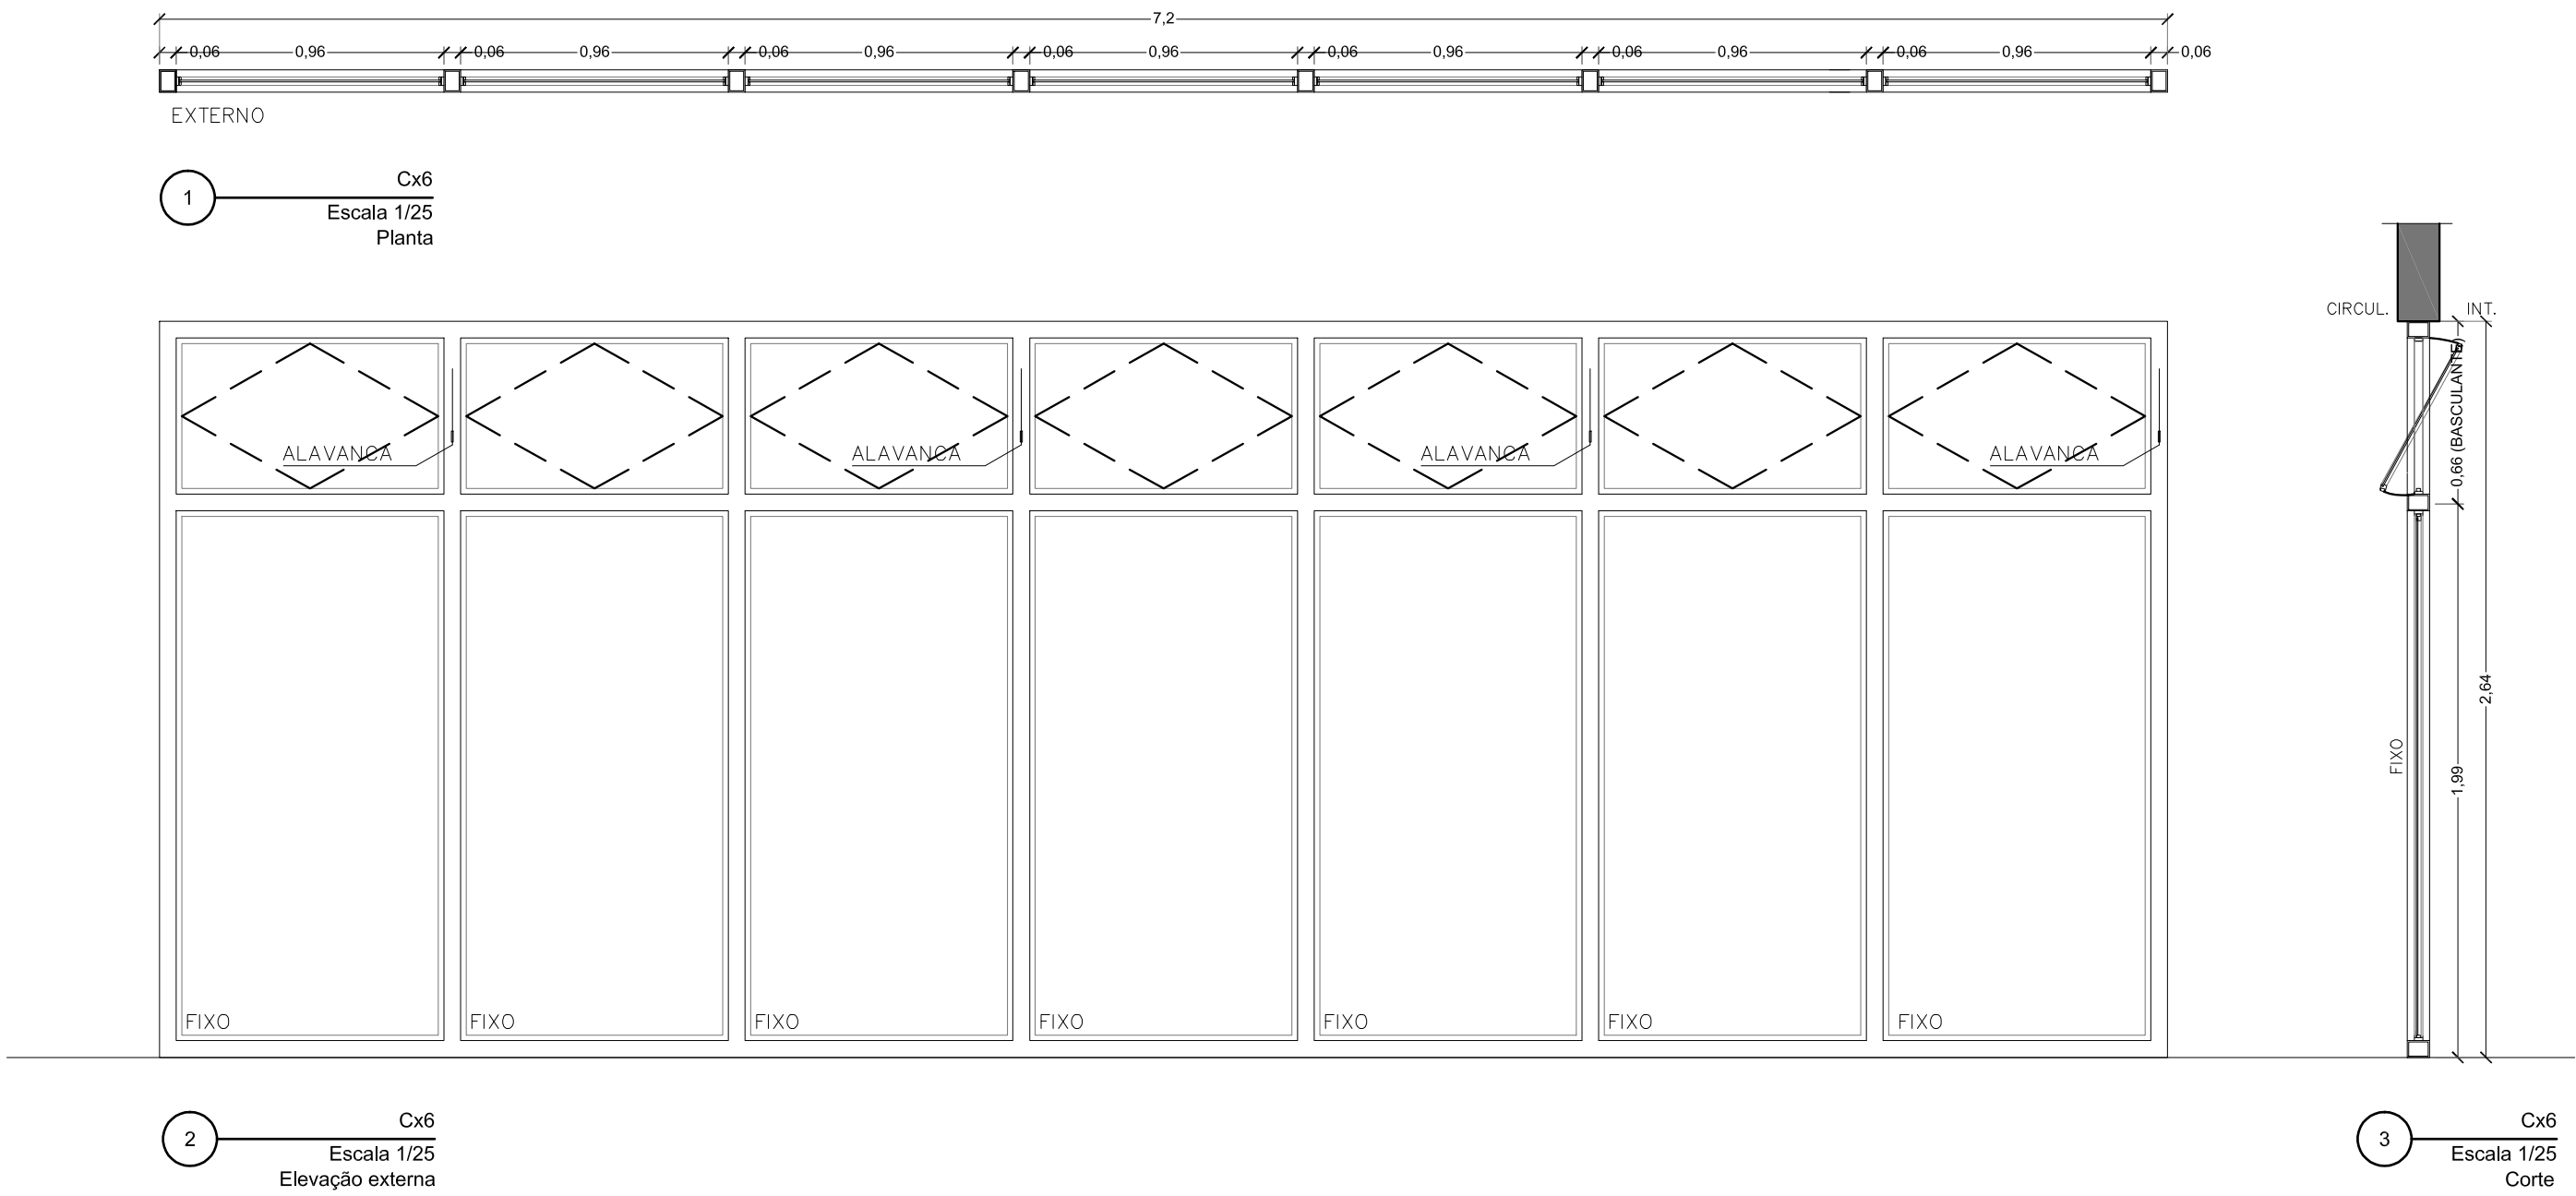 7,2
0,06 0,96 0,06 0,96 0,06 0,96 0,06 0,96 0,06 0,96 0,06 0,96 0,06 0,96 0,06
EXTERNO
1
Cx6
Escala 1/25
Planta
CIRCUL. INT.
ALAVANCA ALAVANCA ALAVANCA ALAVANCA
0,66 (BASCULANTE)
2,64
FIXO
1,99
FIXO FIXO FIXO FIXO FIXO FIXO FIXO
2
Cx6
Escala 1/25
Elevação externa
3
Cx6
Escala 1/25
Corte